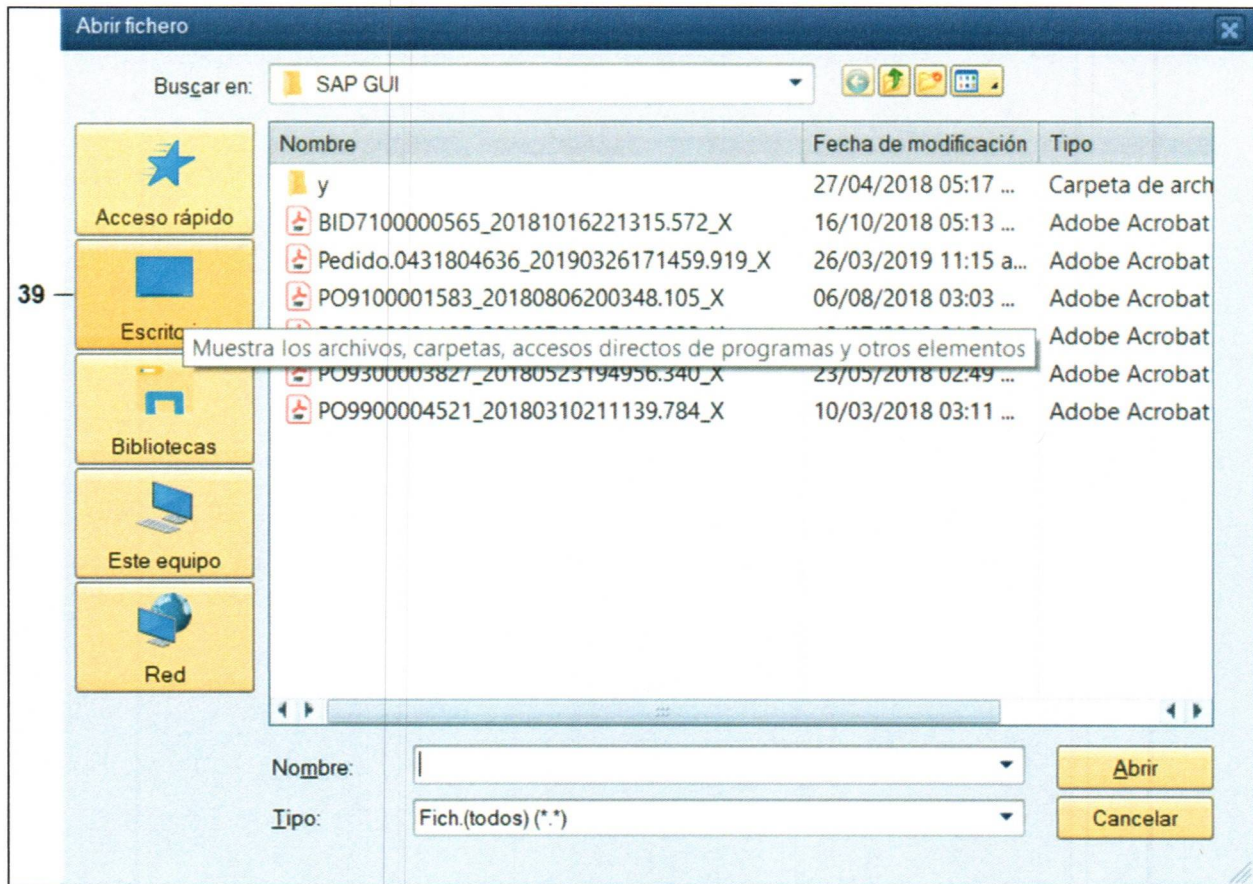 Abrir fichero
Buscar en:
SAP GUI
Nombre Fecha de modificación Tipo
y 27/04/2018 05:17 ... Carpeta de arch
Acceso rápido
BID7100000565_20181016221315.572_X 16/10/2018 05:13 ... Adobe Acrobat
Pedido.0431804636_20190326171459.919_X 26/03/2019 11:15 a... Adobe Acrobat
39
PO9100001583_20180806200348.105_X 06/08/2018 03:03 ... Adobe Acrobat
Adobe Acrobat
Escrito
Muestra los archivos, carpetas, accesos directos de programas y otros elementos
PO9300003827_20180523194956.340_X 23/05/2018 02:49 ... Adobe Acrobat
PO9900004521_20180310211139.784_X 10/03/2018 03:11 ... Adobe Acrobat
Bibliotecas
Este equipo
Red
Nombre:
Abrir
Tipo: Fich.(todos) (*.*)
Cancelar